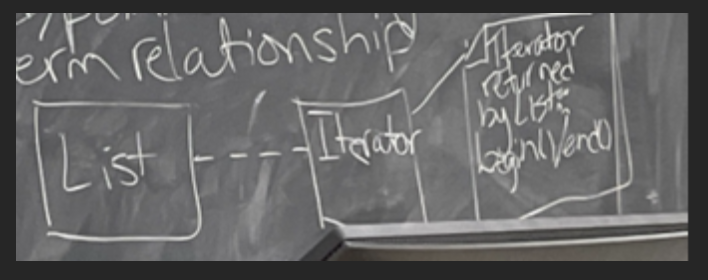 erm relationship
List
Iterator
Iterator
returned
by List::
begin()/end()